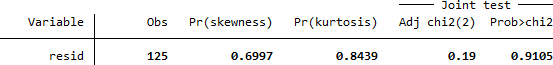 Joint test
Variable Obs Pr(skewness) Pr(kurtosis) Adj chi2(2) Prob>chi2
resid 125 0.6997 0.8439 0.19 0.9105